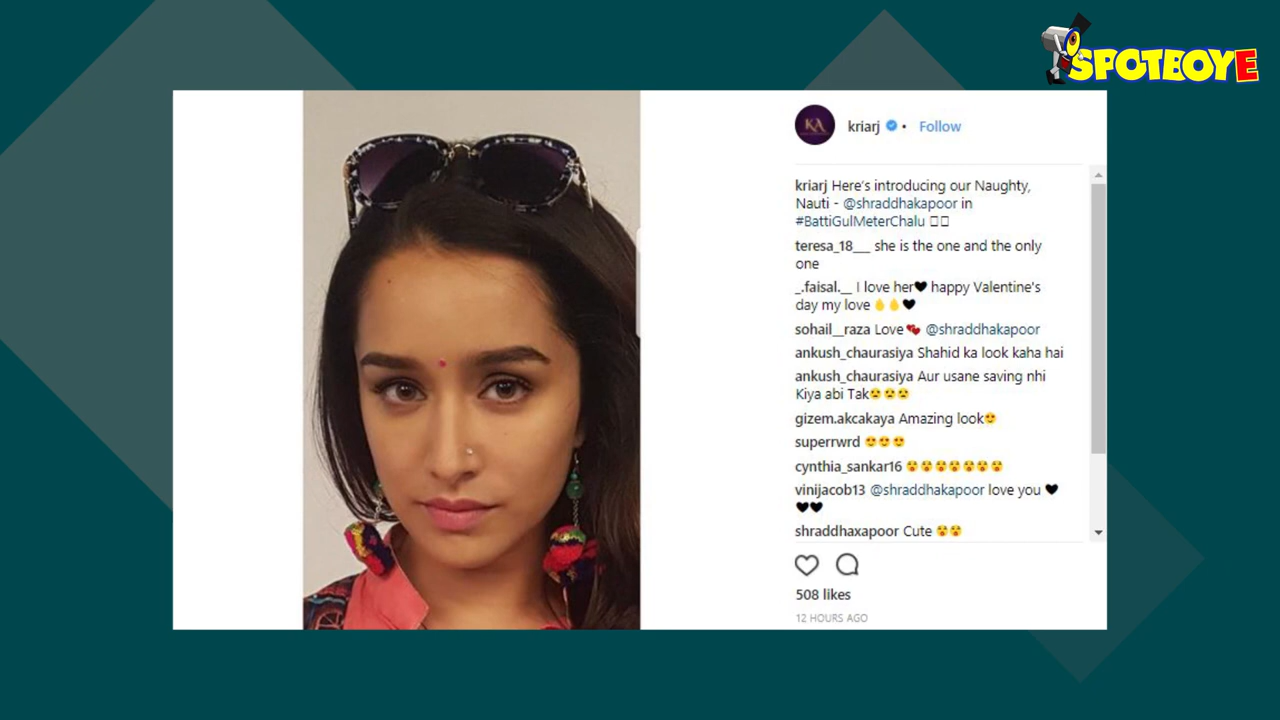 SPOTBOYE
KA
kriarj • Follow
kriarj Here's introducing our Naughty,
Nauti - @shraddhakapoor in
#BattiGulMeterChalu
teresa_18___ she is the one and the only
one
_.faisal.__ I love her🖤 happy Valentine's
day my love 👌👌🖤
sohail__raza Love💕 @shraddhakapoor
ankush_chaurasiya Shahid ka look kaha hai
ankush_chaurasiya Aur usane saving nhi
Kiya abi Tak😢😢😢
gizem.akcakaya Amazing look😍
superrwrd 😍😍😍
cynthia_sankar16 😵😵😵😵😵😵😵
vinijacob13 @shraddhakapoor love you 🖤
🖤🖤
shraddhaxapoor Cute 😵😵
508 likes
12 HOURS AGO